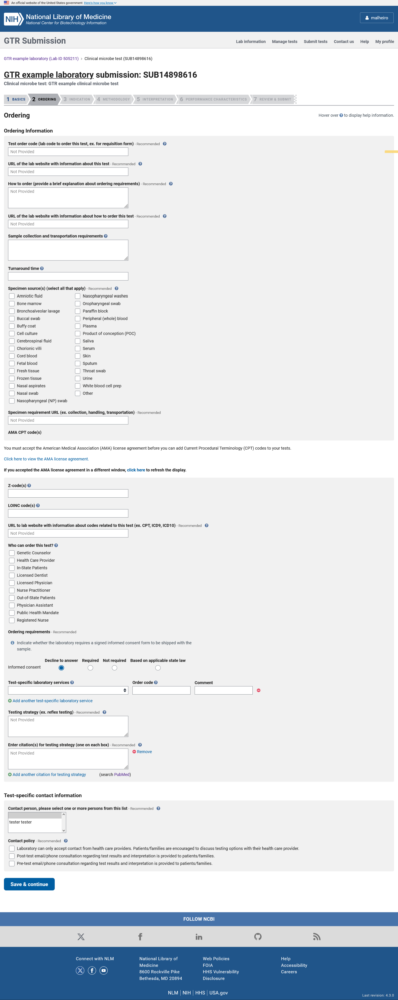 An official website of the United States government Here's how you know
NIH National Library of Medicine
National Center for Biotechnology Information
malheiro
GTR Submission
Lab information Manage tests Submit tests Contact us Help My profile
GTR example laboratory (Lab ID 505211) › Clinical microbe test (SUB14898616)
GTR example laboratory submission: SUB14898616
Clinical microbe test: GTR example clinical microbe test
1 BASICS 2 ORDERING 3 INDICATION 4 METHODOLOGY 5 INTERPRETATION 6 PERFORMANCE CHARACTERISTICS 7 REVIEW & SUBMIT
Ordering
Hover over ? to display help information.
Ordering Information
Test order code (lab code to order this test, ex. for requisition form) - Recommended ?
Not Provided
URL of the lab website with information about this test - Recommended ?
Not Provided
How to order (provide a brief explanation about ordering requirements) - Recommended ?
Not Provided
URL of the lab website with information about how to order this test - Recommended ?
Not Provided
Sample collection and transportation requirements ?
Turnaround time ?
Specimen source(s) (select all that apply) - Recommended ?
Amniotic fluid
Bone marrow
Bronchoalveolar lavage
Buccal swab
Buffy coat
Cell culture
Cerebrospinal fluid
Chorionic villi
Cord blood
Fetal blood
Fresh tissue
Frozen tissue
Nasal aspirates
Nasal swab
Nasopharyngeal (NP) swab
Nasopharyngeal washes
Oropharyngeal swab
Paraffin block
Peripheral (whole) blood
Plasma
Product of conception (POC)
Saliva
Serum
Skin
Sputum
Throat swab
Urine
White blood cell prep
Other
Specimen requirement URL (ex. collection, handling, transportation) - Recommended
Not Provided
AMA CPT code(s)
You must accept the American Medical Association (AMA) license agreement before you can add Current Procedural Terminology (CPT) codes to your tests.
Click here to view the AMA license agreement.
If you accepted the AMA license agreement in a different window, click here to refresh the display.
Z-code(s) ?
LOINC code(s) ?
URL to lab website with information about codes related to this test (ex. CPT, ICD9, ICD10) - Recommended ?
Not Provided
Who can order this test? ?
Genetic Counselor
Health Care Provider
In-State Patients
Licensed Dentist
Licensed Physician
Nurse Practitioner
Out-of-State Patients
Physician Assistant
Public Health Mandate
Registered Nurse
Ordering requirements - Recommended
Indicate whether the laboratory requires a signed informed consent form to be shipped with the
sample.
Decline to answer Required Not required Based on applicable state law
Informed consent
Test-specific laboratory services ? Order code ? Comment
Add another test-specific laboratory service
Testing strategy (ex. reflex testing) - Recommended ?
Not Provided
Enter citation(s) for testing strategy (one on each box) - Recommended ?
Not Provided
Remove
Add another citation for testing strategy (search PubMed)
Test-specific contact information
Contact person, please select one or more persons from this list - Recommended ?
tester tester
Contact policy - Recommended ?
Laboratory can only accept contact from health care providers. Patients/families are encouraged to discuss testing options with their health care provider.
Post-test email/phone consultation regarding test results and interpretation is provided to patients/families.
Pre-test email/phone consultation regarding test results and interpretation is provided to patients/families.
Save & continue
FOLLOW NCBI
Connect with NLM
National Library of
Medicine
8600 Rockville Pike
Bethesda, MD 20894
Web Policies
FOIA
HHS Vulnerability
Disclosure
Help
Accessibility
Careers
NLM | NIH | HHS | USA.gov
Last revision: 4.3.0